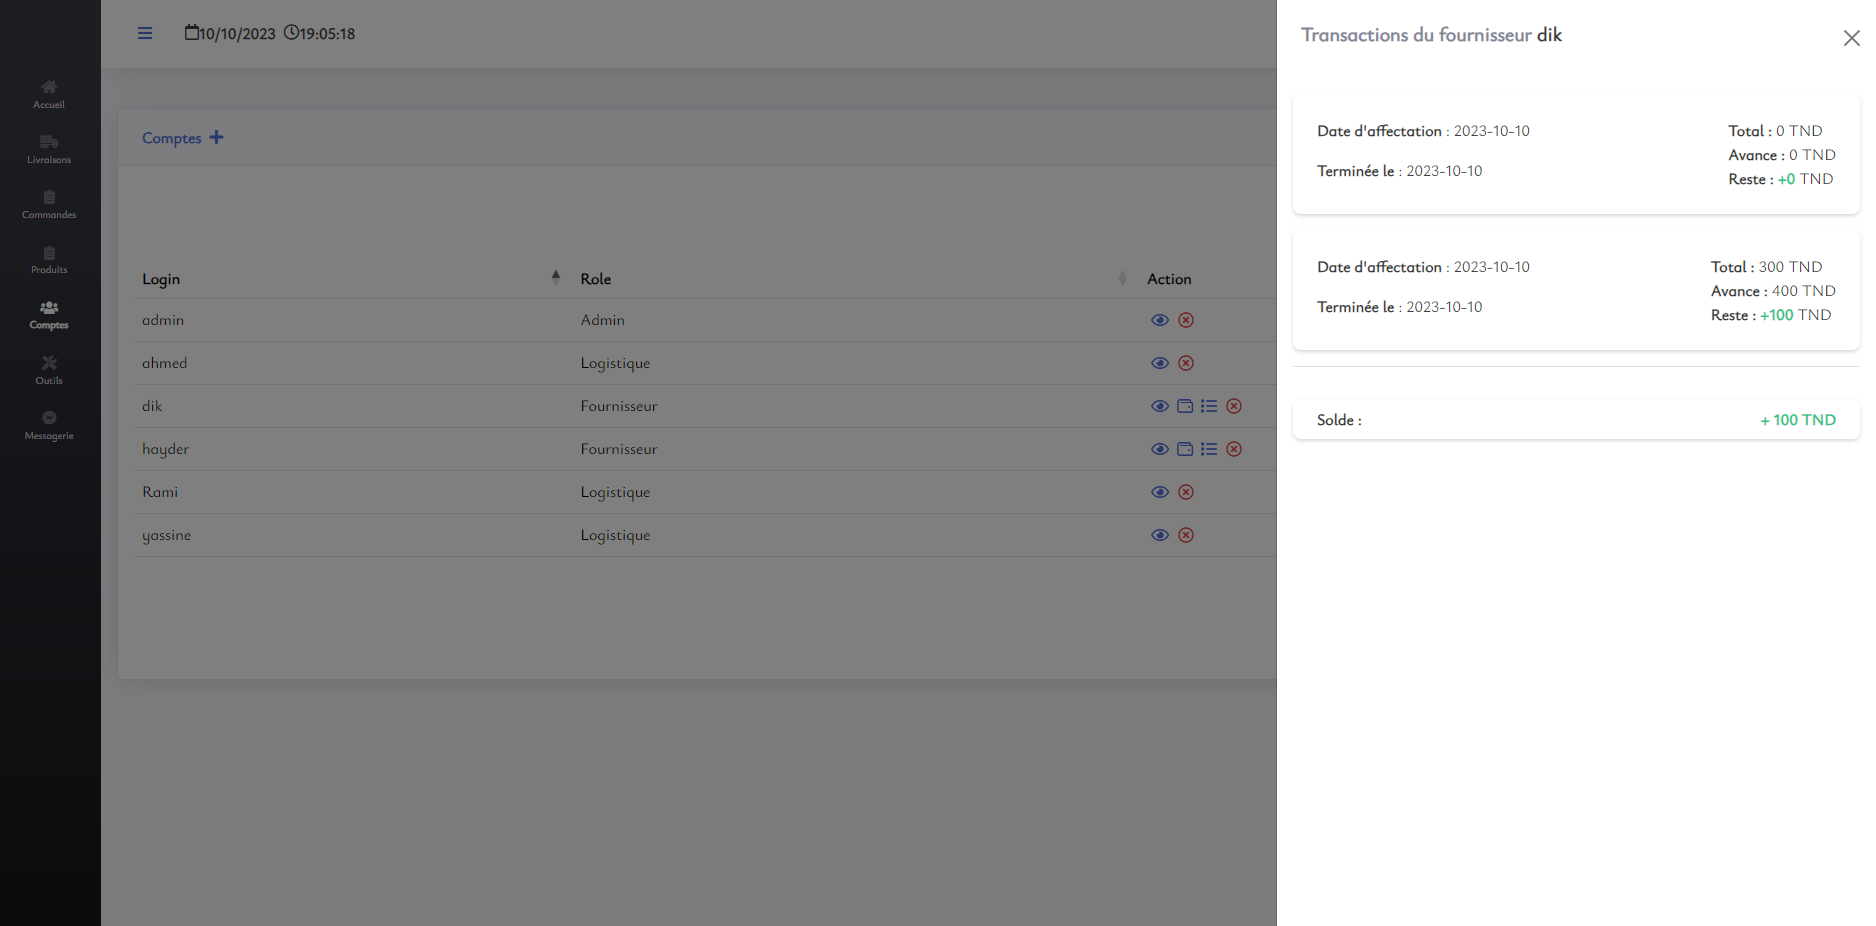 10/10/2023 19:05:18
Accueil
Livraisons
Commandes
Produits
Comptes
Outils
Messagerie
Comptes
Login Role Action
admin Admin
ahmed Logistique
dik Fournisseur
hayder Fournisseur
Rami Logistique
yassine Logistique
Transactions du fournisseur dik
Date d'affectation : 2023-10-10
Terminée le : 2023-10-10
Total : 0 TND
Avance : 0 TND
Reste : +0 TND
Date d'affectation : 2023-10-10
Terminée le : 2023-10-10
Total : 300 TND
Avance : 400 TND
Reste : +100 TND
Solde : + 100 TND